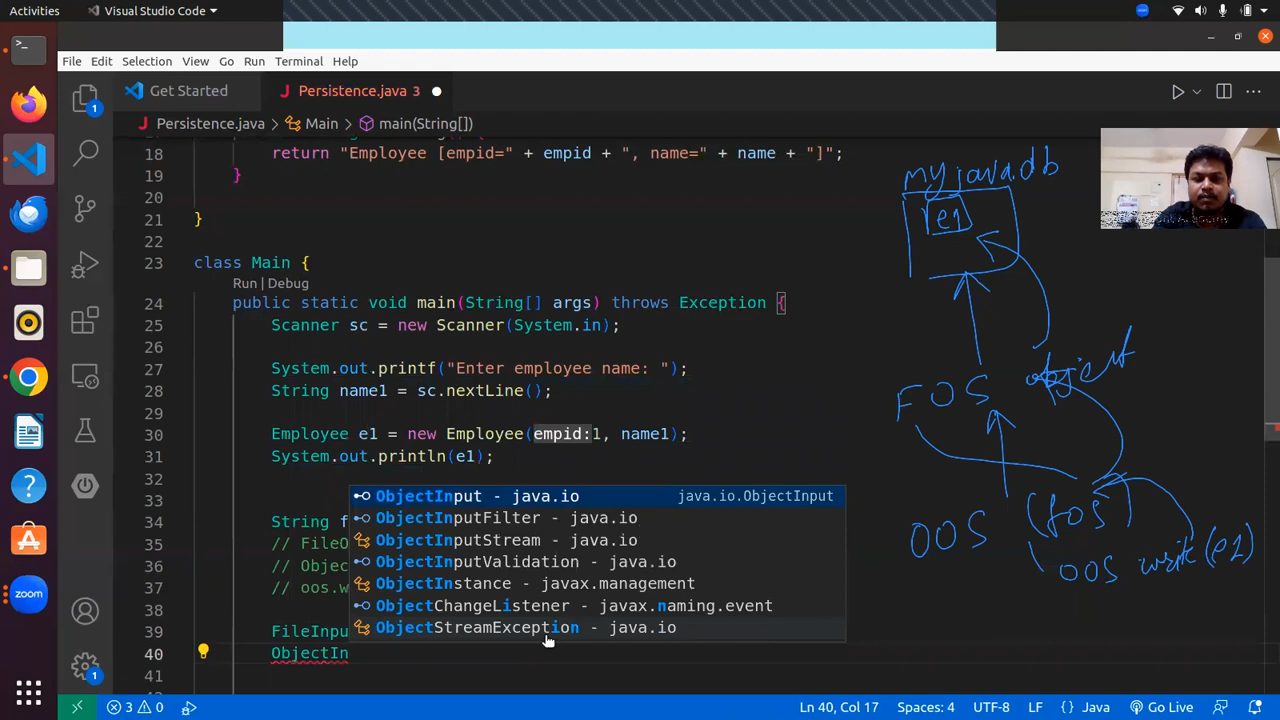 Activities
Visual Studio Code
File Edit Selection View Go Run Terminal Help
Get Started
Persistence.java 3
Persistence.java
Main
main(String[])
18 return "Employee [empid=" + empid + ", name=" + name + "]";
19 }
20
21 }
22
23 class Main {
Run | Debug
24 public static void main(String[] args) throws Exception {
25 Scanner sc = new Scanner(System.in);
26
27 System.out.printf("Enter employee name: ");
28 String name1 = sc.nextLine();
29
30 Employee e1 = new Employee(empid:1, name1);
31 System.out.println(e1);
32
ObjectInput - java.io java.io.ObjectInput
ObjectInputFilter - java.io
ObjectInputStream - java.io
ObjectInputValidation - java.io
ObjectInstance - javax.management
ObjectChangeListener - javax.naming.event
ObjectStreamException - java.io
34 String f
35 // FileO
36 // Objec
37 // oos.w
38
39 FileInpu
40 ObjectIn
41
myjava.db
e1
FOS object
OOS (fos)
oos write(e1)
1
1
3 0
Ln 40, Col 17
Spaces: 4
UTF-8
LF
{} Java
Go Live
zoom